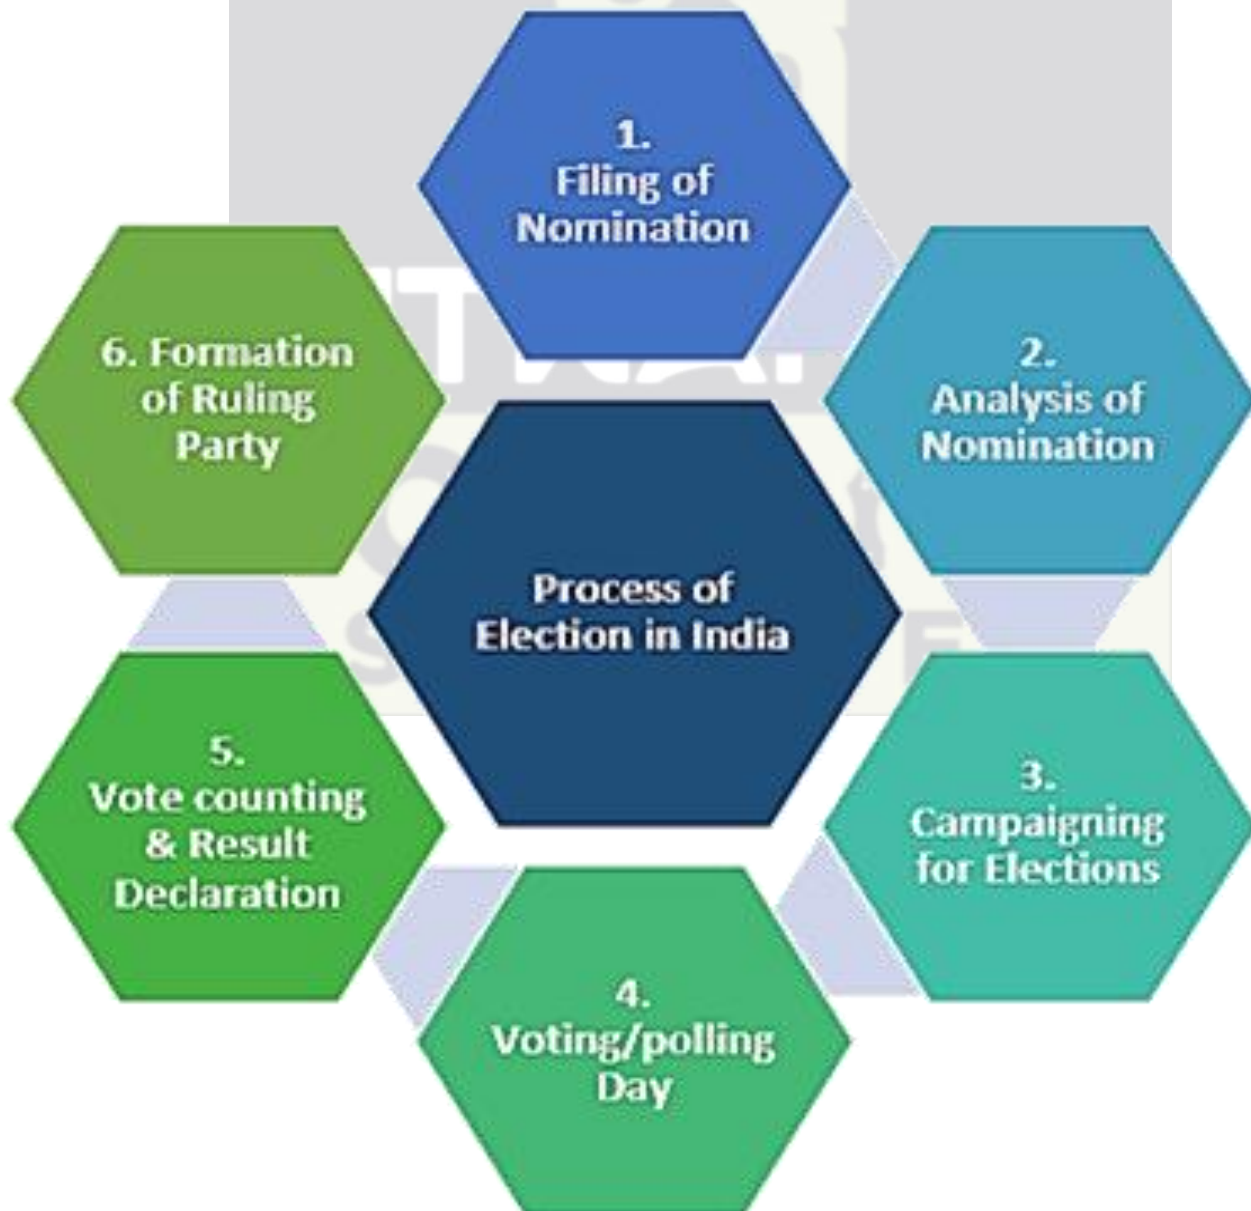 1.
Filing of
Nomination
2.
Analysis of
Nomination
3.
Campaigning
for Elections
4.
Voting/polling
Day
5.
Vote counting
& Result
Declaration
6. Formation
of Ruling
Party
Process of
Election in India